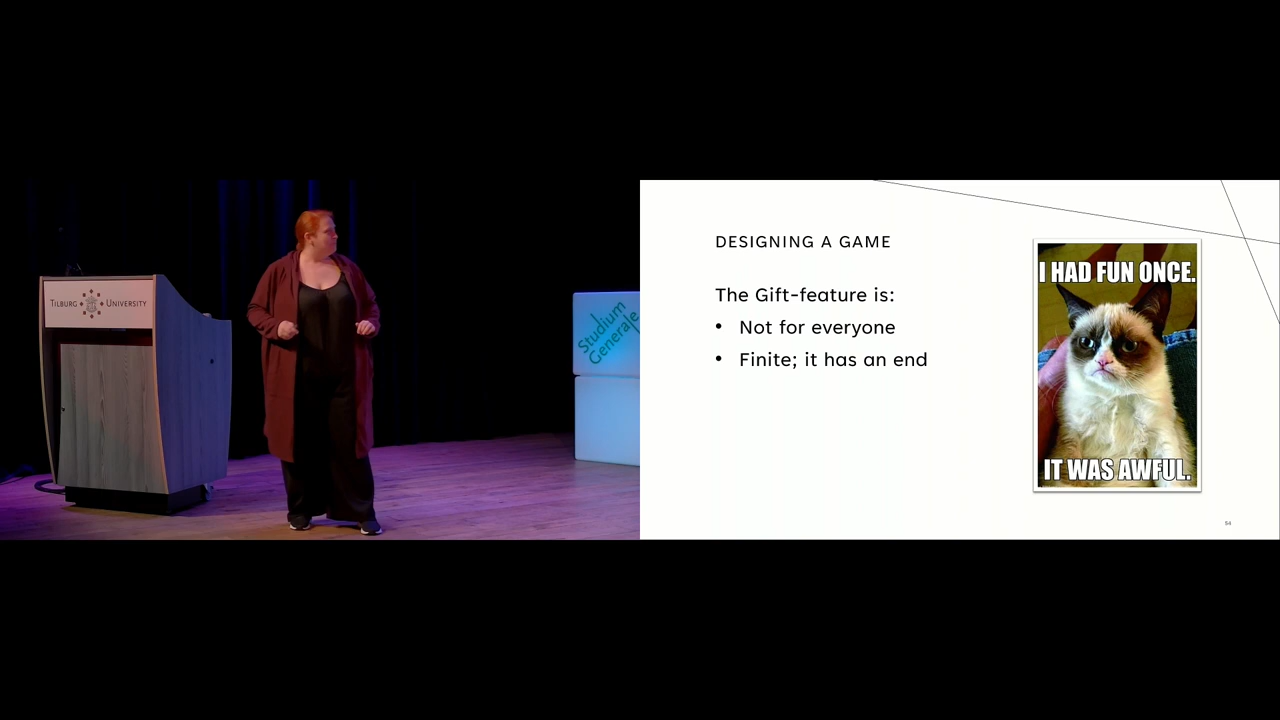 TILBURG UNIVERSITY
Studium
Generale
DESIGNING A GAME
The Gift-feature is:
• Not for everyone
• Finite; it has an end
I HAD FUN ONCE.
IT WAS AWFUL.
54